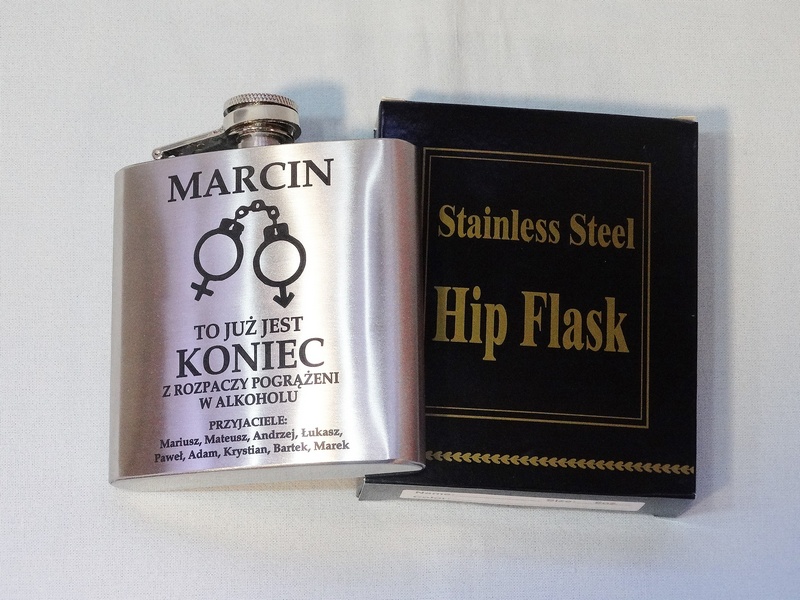 MARCIN
TO JUŻ JEST
KONIEC
Z ROZPACZY POGRĄŻENI
W ALKOHOLU
PRZYJACIELE:
Mariusz, Mateusz, Andrzej, Łukasz,
Paweł, Adam, Krystian, Bartek, Marek
Stainless Steel
Hip Flask